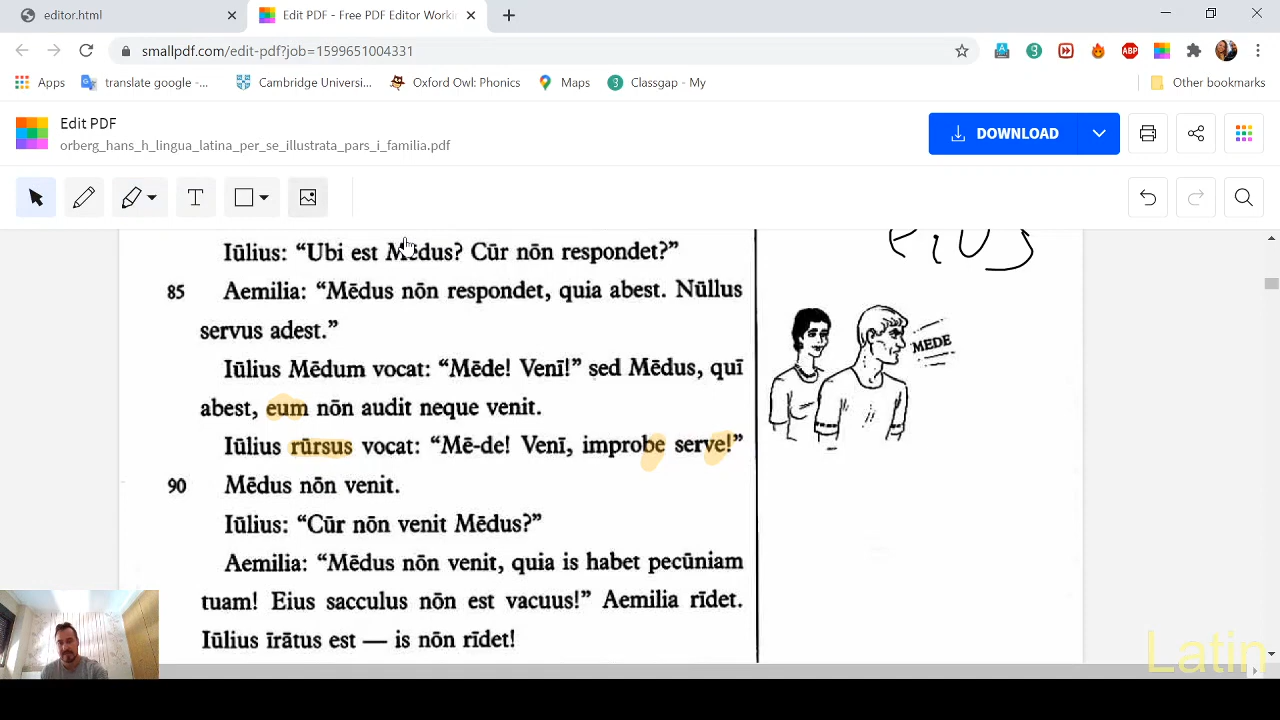 editor.html
Edit PDF - Free PDF Editor Worki
smallpdf.com/edit-pdf?job=1599651004331
ABP
Apps translate google -... Cambridge Universi... Oxford Owl: Phonics Maps Classgap - My Other bookmarks
Edit PDF
orberg_hans_h_lingua_latina_per_se_illustrata_pars_i_familia.pdf
DOWNLOAD
T
eius
Iūlius: “Ubi est Mēdus? Cūr nōn respondet?”
85 Aemilia: “Mēdus nōn respondet, quia abest. Nūllus
servus adest.”
MEDE
Iūlius Mēdum vocat: “Mēde! Venī!” sed Mēdus, quī
abest, eum nōn audit neque venit.
Iūlius rūrsus vocat: “Mē-de! Venī, improbe serve!”
90 Mēdus nōn venit.
Iūlius: “Cūr nōn venit Mēdus?”
Aemilia: “Mēdus nōn venit, quia is habet pecūniam
tuam! Eius sacculus nōn est vacuus!” Aemilia rīdet.
Iūlius īrātus est — is nōn rīdet!
Latin